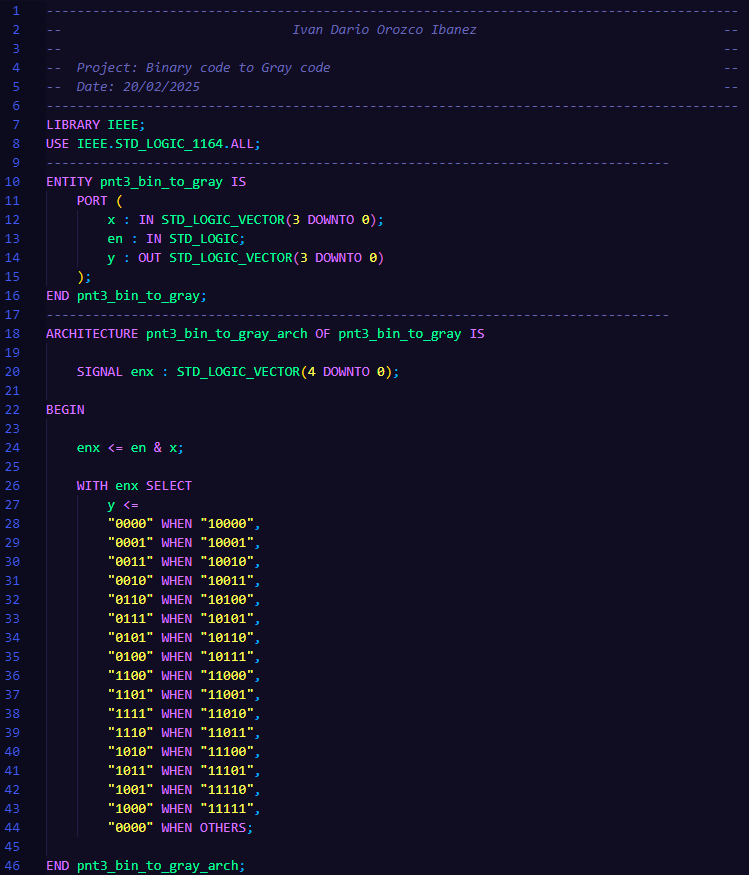 1 ------------------------------------------------------------------------------------------
2 --                              Ivan Dario Orozco Ibanez                                --
3 --                                                                                      --
4 --  Project: Binary code to Gray code                                                   --
5 --  Date: 20/02/2025                                                                    --
6 ------------------------------------------------------------------------------------------
7 LIBRARY IEEE;
8 USE IEEE.STD_LOGIC_1164.ALL;
9 ---------------------------------------------------------------------------------
10 ENTITY pnt3_bin_to_gray IS
11     PORT (
12         x : IN STD_LOGIC_VECTOR(3 DOWNTO 0);
13         en : IN STD_LOGIC;
14         y : OUT STD_LOGIC_VECTOR(3 DOWNTO 0)
15     );
16 END pnt3_bin_to_gray;
17 ---------------------------------------------------------------------------------
18 ARCHITECTURE pnt3_bin_to_gray_arch OF pnt3_bin_to_gray IS
19
20     SIGNAL enx : STD_LOGIC_VECTOR(4 DOWNTO 0);
21
22 BEGIN
23
24     enx <= en & x;
25
26     WITH enx SELECT
27         y <=
28         "0000" WHEN "10000",
29         "0001" WHEN "10001",
30         "0011" WHEN "10010",
31         "0010" WHEN "10011",
32         "0110" WHEN "10100",
33         "0111" WHEN "10101",
34         "0101" WHEN "10110",
35         "0100" WHEN "10111",
36         "1100" WHEN "11000",
37         "1101" WHEN "11001",
38         "1111" WHEN "11010",
39         "1110" WHEN "11011",
40         "1010" WHEN "11100",
41         "1011" WHEN "11101",
42         "1001" WHEN "11110",
43         "1000" WHEN "11111",
44         "0000" WHEN OTHERS;
45
46 END pnt3_bin_to_gray_arch;